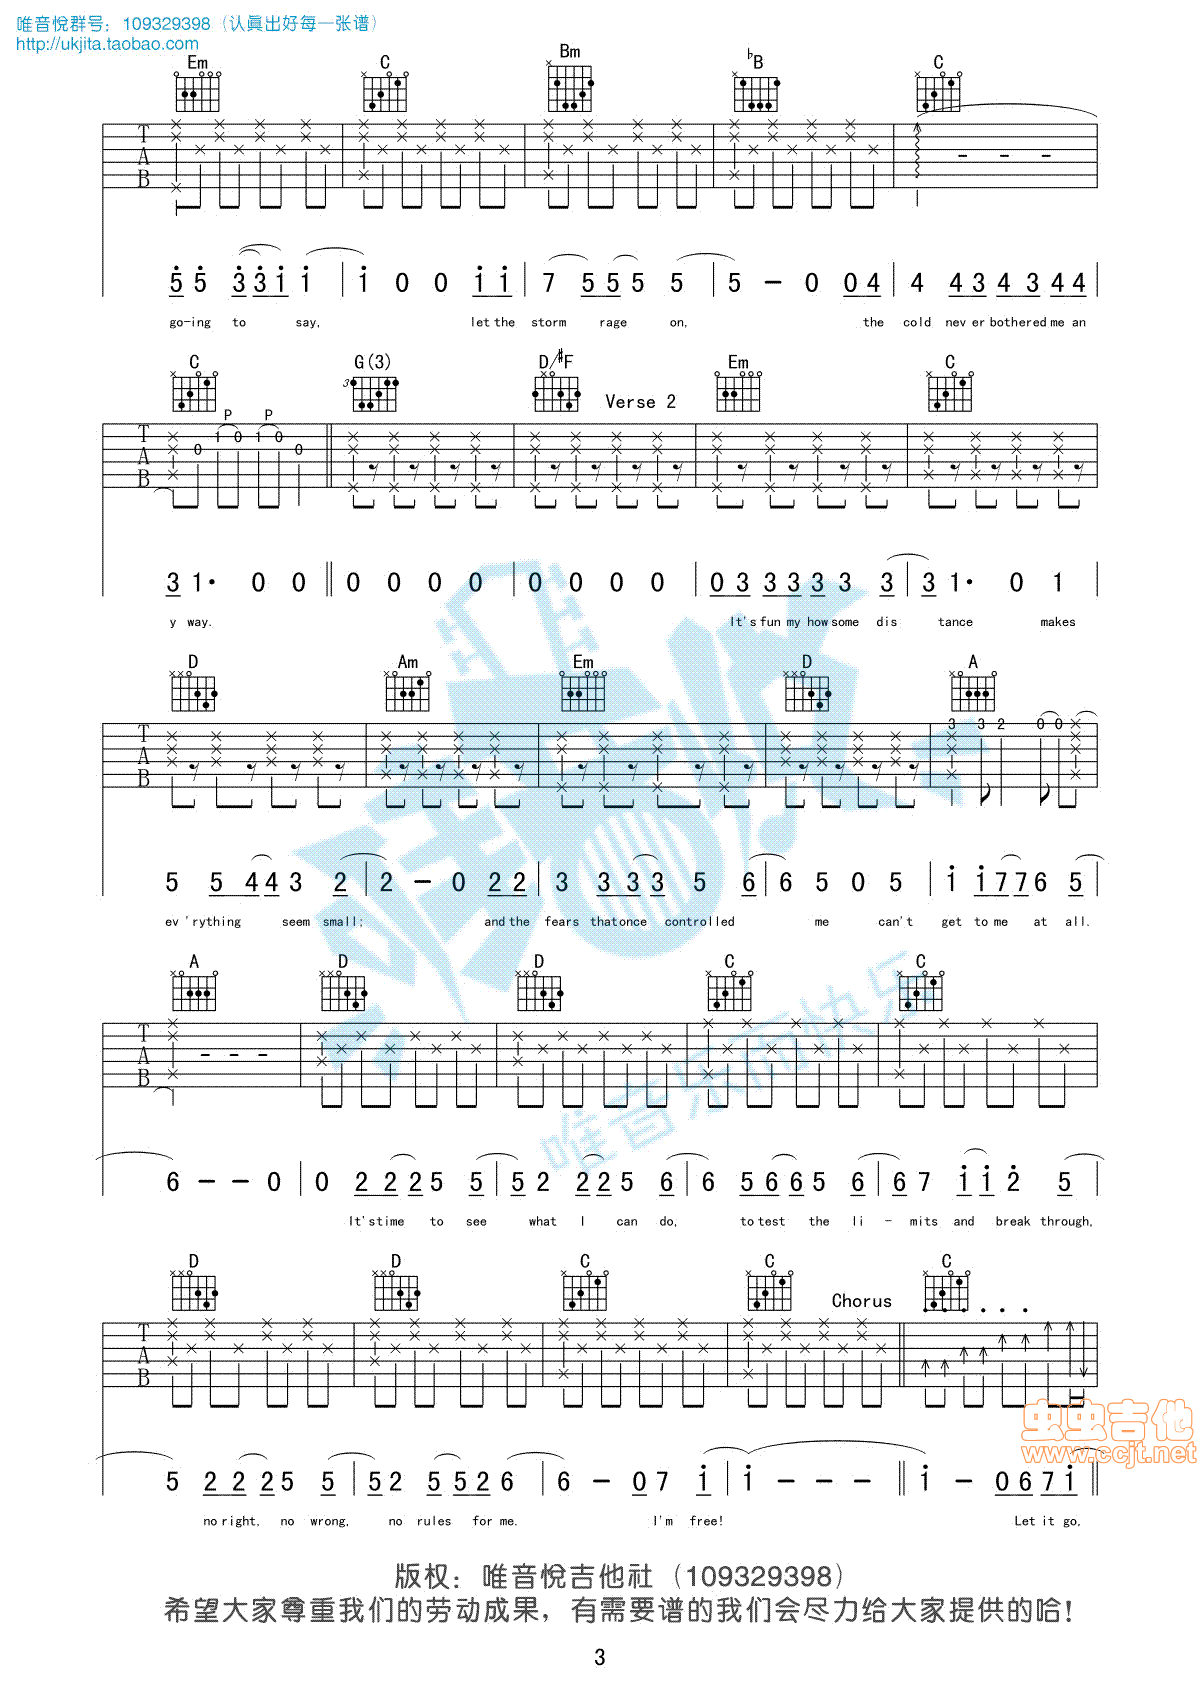 唯音悦群号：109329398（认真出好每一张谱）
http://ukjita.taobao.com
Em C Bm ♭B C
T A B
5 5 3 3 1 1 1 0 0 1 1 7 5 5 5 5 5 - 0 0 4 4 4 3 4 3 4 4
go-ing to say, let the storm rage on, the cold nev er bothered me an
C G(3) D/♯F Verse 2 Em C
3 P P
T A B 0 1 0 1 0 0
3 1· 0 0 0 0 0 0 0 0 0 0 0 3 3 3 3 3 3 3 1· 0 1
y way. It's fun my how some dis tance makes
D Am Em D A
T A B 3 3 2 0 0
5 5 4 4 3 2 2 - 0 2 2 3 3 3 3 5 6 6 5 0 5 1 1 7 7 6 5
ev 'rything seem small; and the fears that once controlled me can't get to me at all.
A D D C C
T A B - - -
6 - - 0 0 2 2 2 5 5 5 2 2 2 5 6 6 5 6 6 5 6 6 7 1 1 2 5
It's time to see what I can do, to test the li - mits and break through,
D D C C Chorus C
T A B
5 2 2 2 5 5 5 2 5 5 2 6 6 - 0 7 1 1 - - - 1 - 0 6 7 1
no right, no wrong, no rules for me. I'm free! Let it go,
唯音悦
唯音乐而快乐
虫虫吉他
www.ccjt.net
版权：唯音悦吉他社（109329398）
希望大家尊重我们的劳动成果，有需要谱的我们会尽力给大家提供的哈！
3